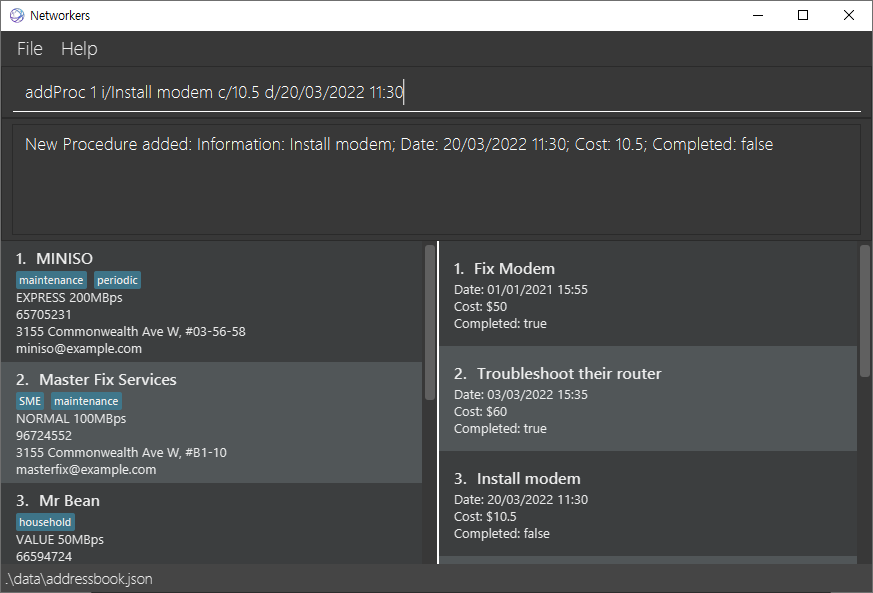 Networkers
File Help
addProc 1 i/Install modem c/10.5 d/20/03/2022 11:30
New Procedure added: Information: Install modem; Date: 20/03/2022 11:30; Cost: 10.5; Completed: false
1. MINISO
maintenance periodic
EXPRESS 200MBps
65705231
3155 Commonwealth Ave W, #03-56-58
miniso@example.com
2. Master Fix Services
SME maintenance
NORMAL 100MBps
96724552
3155 Commonwealth Ave W, #B1-10
masterfix@example.com
3. Mr Bean
household
VALUE 50MBps
66594724
1. Fix Modem
Date: 01/01/2021 15:55
Cost: $50
Completed: true
2. Troubleshoot their router
Date: 03/03/2022 15:35
Cost: $60
Completed: true
3. Install modem
Date: 20/03/2022 11:30
Cost: $10.5
Completed: false
.\data\addressbook.json